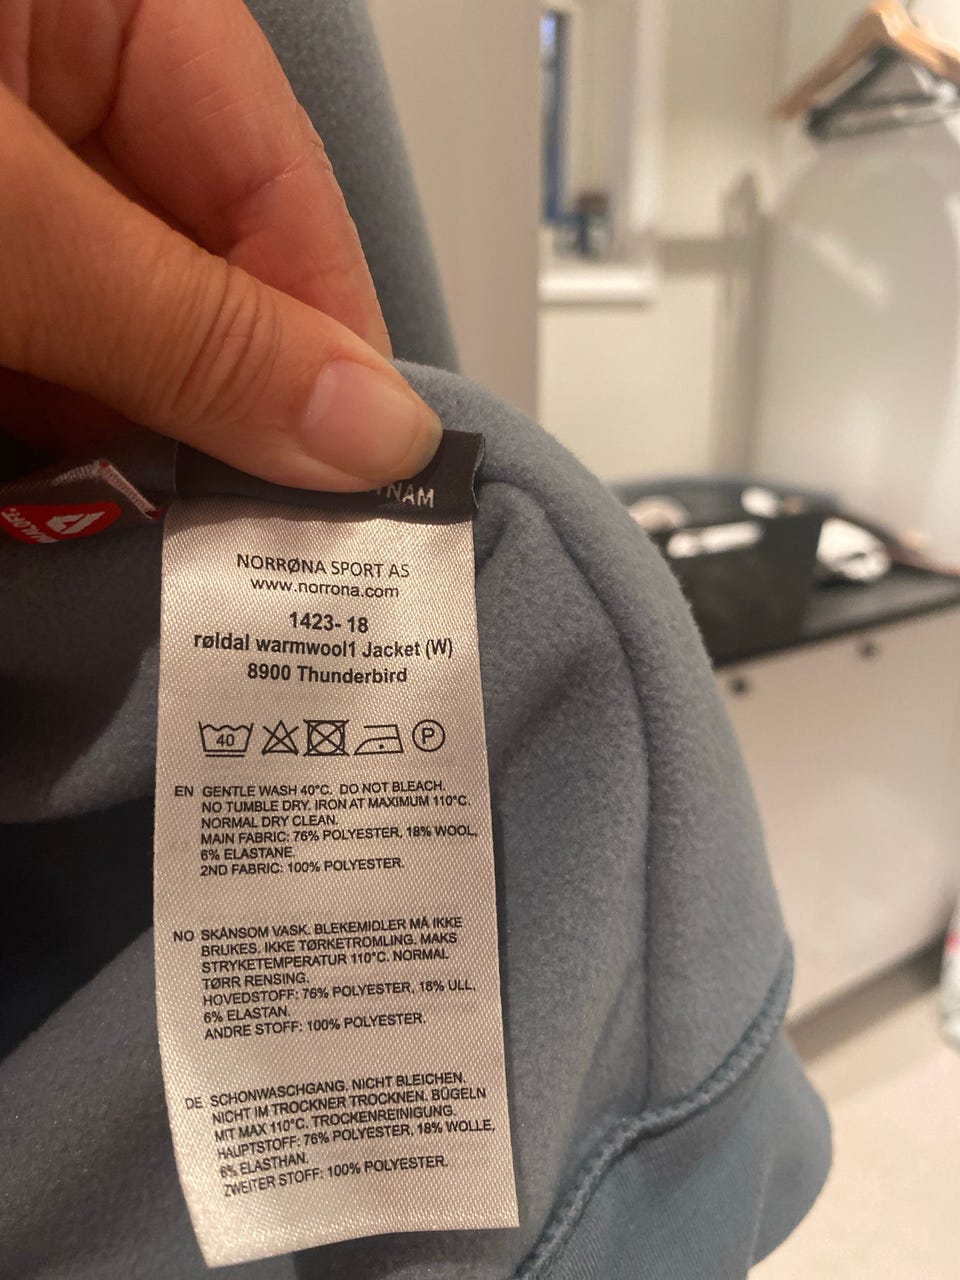 NORRØNA SPORT AS
www.norrona.com
1423- 18
røldal warmwool1 Jacket (W)
8900 Thunderbird
40 P
EN GENTLE WASH 40°C. DO NOT BLEACH.
NO TUMBLE DRY. IRON AT MAXIMUM 110°C.
NORMAL DRY CLEAN.
MAIN FABRIC: 76% POLYESTER, 18% WOOL,
6% ELASTANE.
2ND FABRIC: 100% POLYESTER.
NO SKÅNSOM VASK. BLEKEMIDLER MÅ IKKE
BRUKES. IKKE TØRKETROMLING. MAKS
STRYKETEMPERATUR 110°C. NORMAL
TØRR RENSING.
HOVEDSTOFF: 76% POLYESTER, 18% ULL,
6% ELASTAN.
ANDRE STOFF: 100% POLYESTER.
DE SCHONWASCHGANG. NICHT BLEICHEN.
NICHT IM TROCKNER TROCKNEN. BÜGELN
MIT MAX 110°C. TROCKENREINIGUNG.
HAUPTSTOFF: 76% POLYESTER, 18% WOLLE,
6% ELASTHAN.
ZWEITER STOFF: 100% POLYESTER.